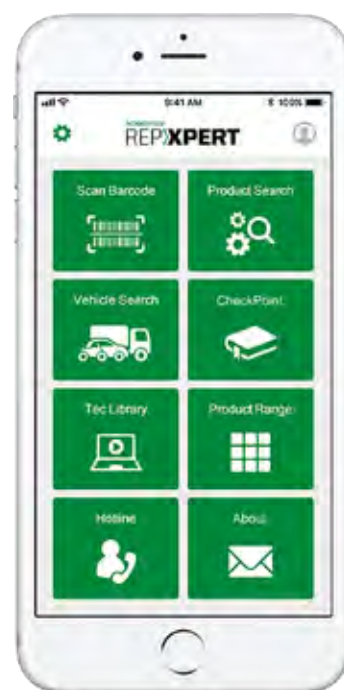 9:41 AM 100%
REPXPERT
Scan Barcode Product Search
Vehicle Search CheckPoint
Tec Library Product Range
Hotline About